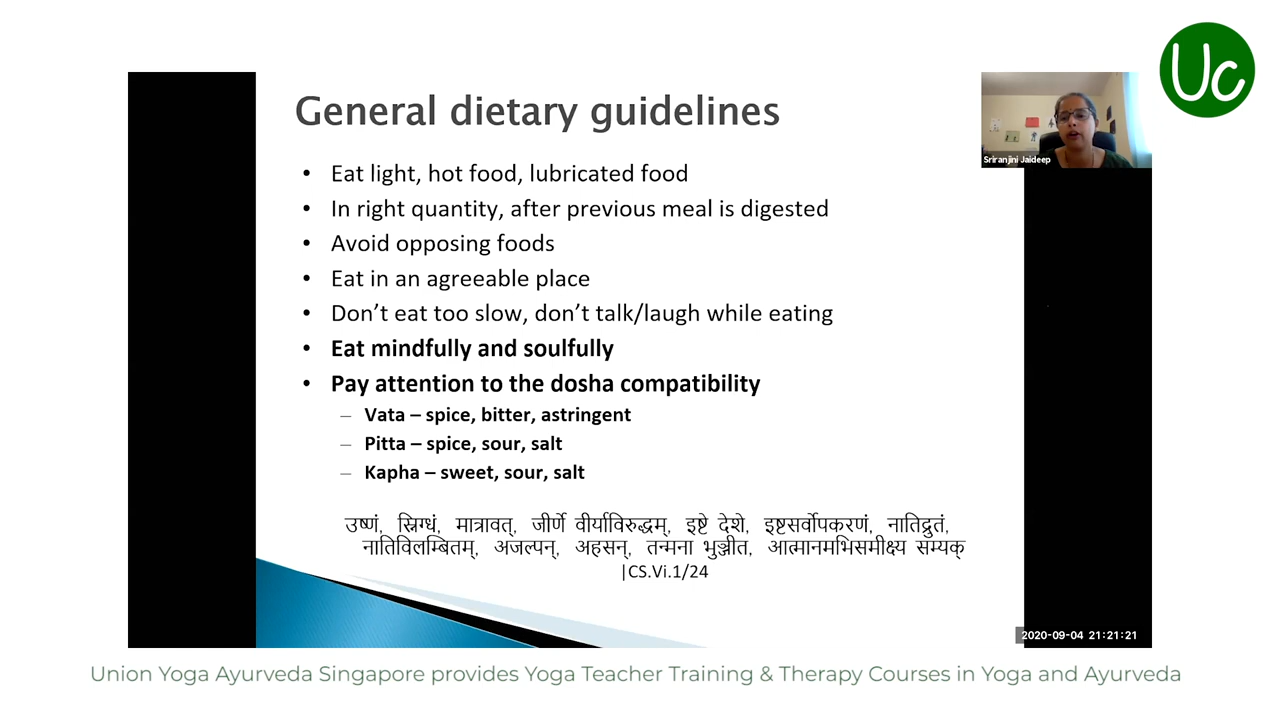 Uc
General dietary guidelines
Sriranjini Jaideep
• Eat light, hot food, lubricated food
• In right quantity, after previous meal is digested
• Avoid opposing foods
• Eat in an agreeable place
• Don’t eat too slow, don’t talk/laugh while eating
• Eat mindfully and soulfully
• Pay attention to the dosha compatibility
– Vata – spice, bitter, astringent
– Pitta – spice, sour, salt
– Kapha – sweet, sour, salt
उष्णं, स्निग्धं, मात्रावत्, जीर्णे वीर्याविरुद्धम्, इष्टे देशे, इष्टसर्वोपकरणं, नातिद्रुतं,
नातिविलम्बितम्, अजल्पन्, अहसन्, तन्मना भुञ्जीत, आत्मानमभिसमीक्ष्य सम्यक्
|CS.Vi.1/24
2020-09-04 21:21:21
Union Yoga Ayurveda Singapore provides Yoga Teacher Training & Therapy Courses in Yoga and Ayurveda